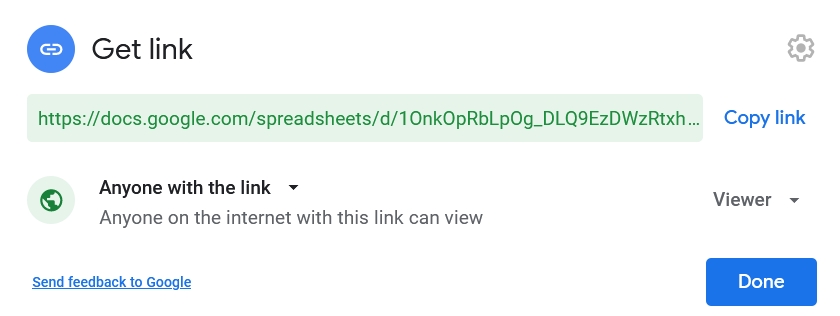 Get link
https://docs.google.com/spreadsheets/d/1OnkOpRbLpOg_DLQ9EzDWzRtxh...
Copy link
Anyone with the link
Anyone on the internet with this link can view
Viewer
Send feedback to Google
Done